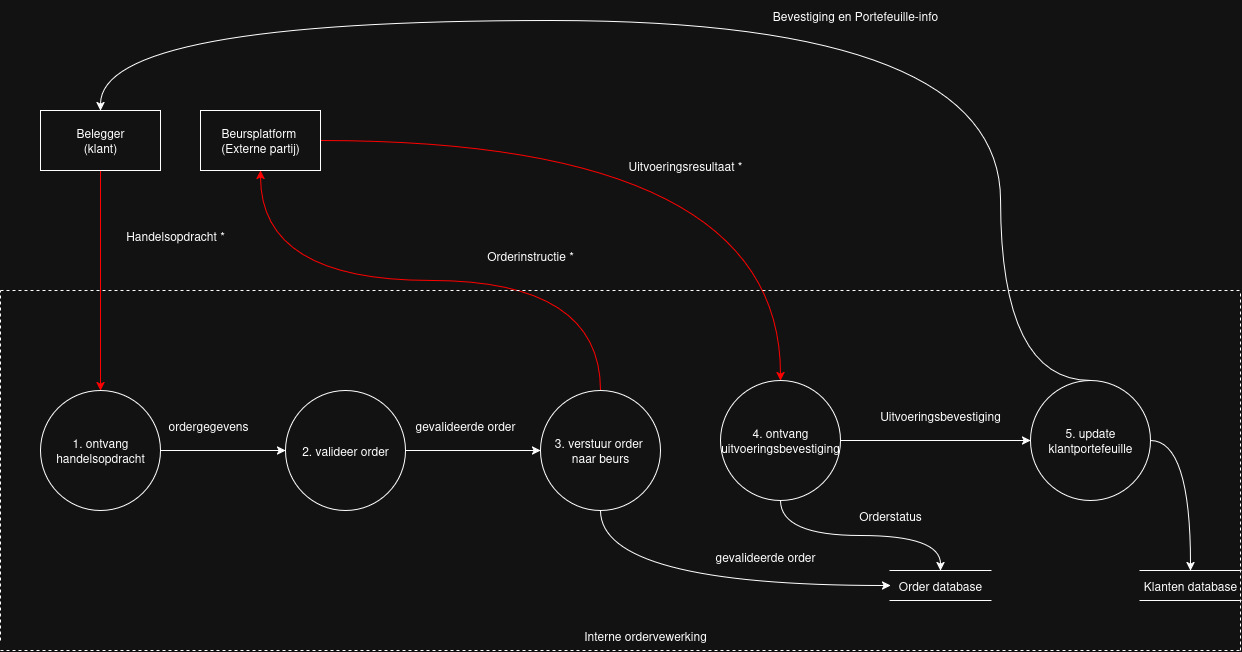 Bevestiging en Portefeuille-info
Belegger
(klant)
Beursplatform
(Externe partij)
Uitvoeringsresultaat *
Handelsopdracht *
Orderinstructie *
1. ontvang
handelsopdracht
ordergegevens
2. valideer order
gevalideerde order
3. verstuur order
naar beurs
4. ontvang
uitvoeringsbevestiging
Uitvoeringsbevestiging
5. update
klantportefeuille
Orderstatus
gevalideerde order
Order database
Klanten database
Interne ordervewerking